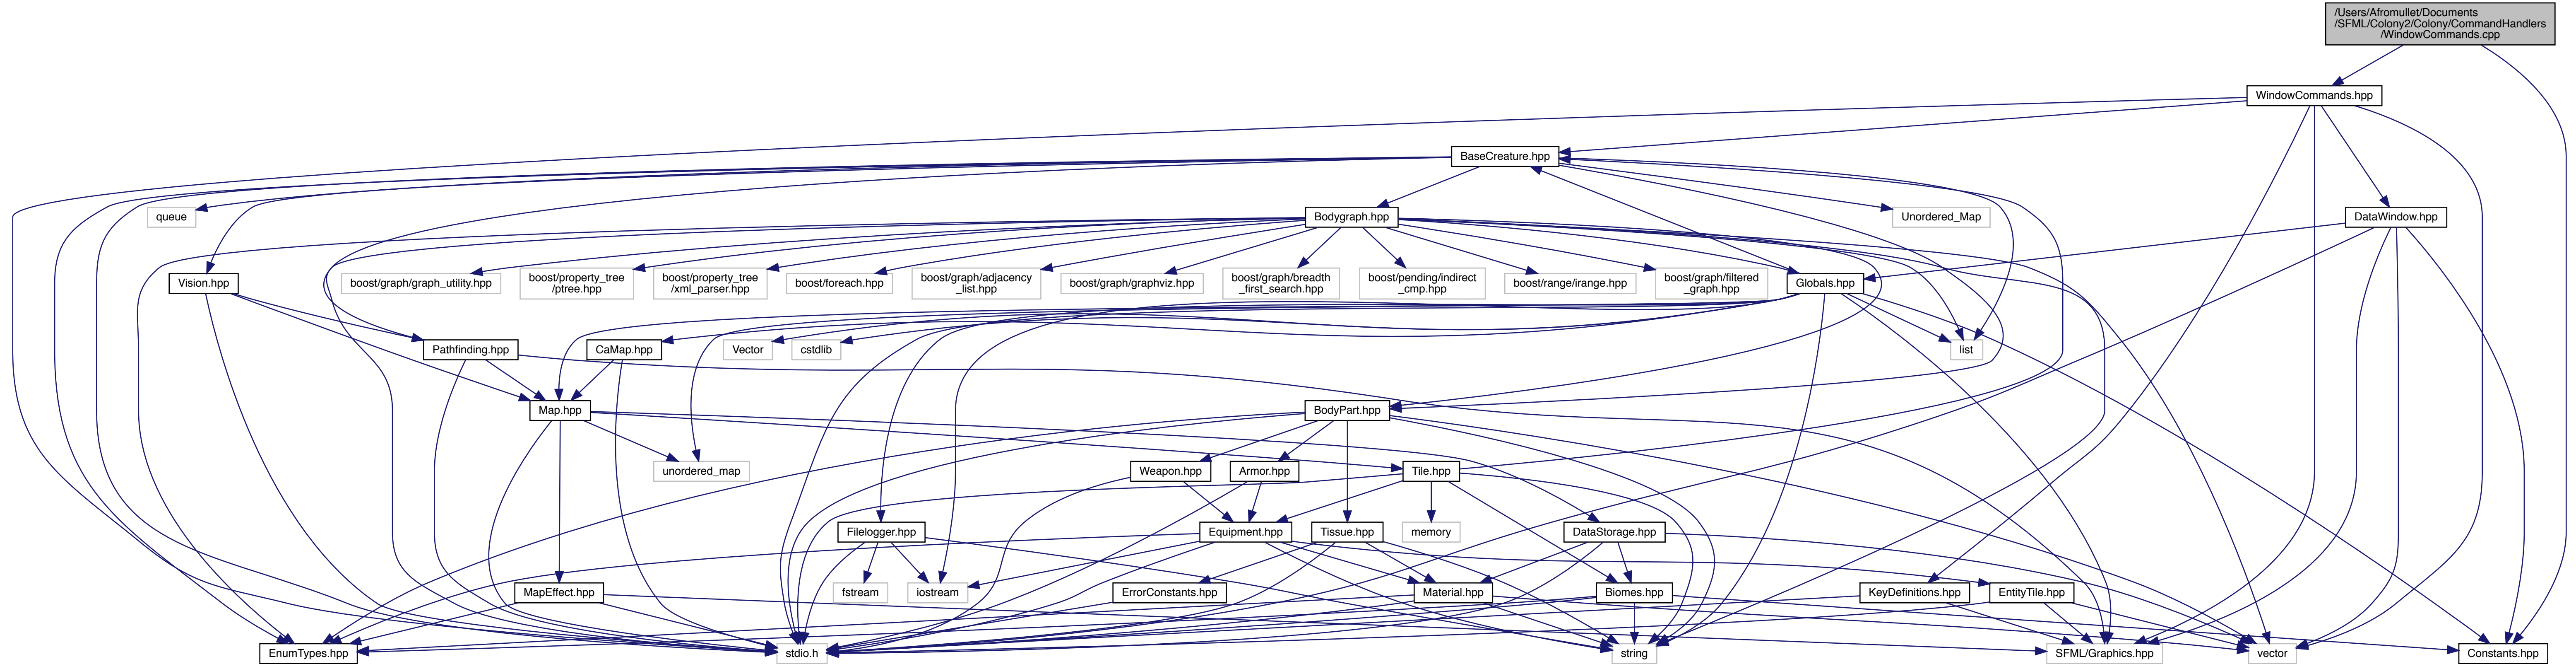 /Users/Afromullet/Documents
/SFML/Colony2/Colony/CommandHandlers
/WindowCommands.cpp
WindowCommands.hpp
BaseCreature.hpp
queue
Bodygraph.hpp
Unordered_Map
DataWindow.hpp
Vision.hpp
boost/graph/graph_utility.hpp
boost/property_tree
/ptree.hpp
boost/property_tree
/xml_parser.hpp
boost/foreach.hpp
boost/graph/adjacency
_list.hpp
boost/graph/graphviz.hpp
boost/graph/breadth
_first_search.hpp
boost/pending/indirect
_cmp.hpp
boost/range/irange.hpp
boost/graph/filtered
_graph.hpp
Globals.hpp
Pathfinding.hpp
CaMap.hpp
Vector
cstdlib
list
Map.hpp
BodyPart.hpp
unordered_map
Weapon.hpp
Armor.hpp
Tile.hpp
Filelogger.hpp
Equipment.hpp
Tissue.hpp
memory
DataStorage.hpp
MapEffect.hpp
fstream
iostream
ErrorConstants.hpp
Material.hpp
Biomes.hpp
KeyDefinitions.hpp
EntityTile.hpp
EnumTypes.hpp
stdio.h
string
SFML/Graphics.hpp
vector
Constants.hpp